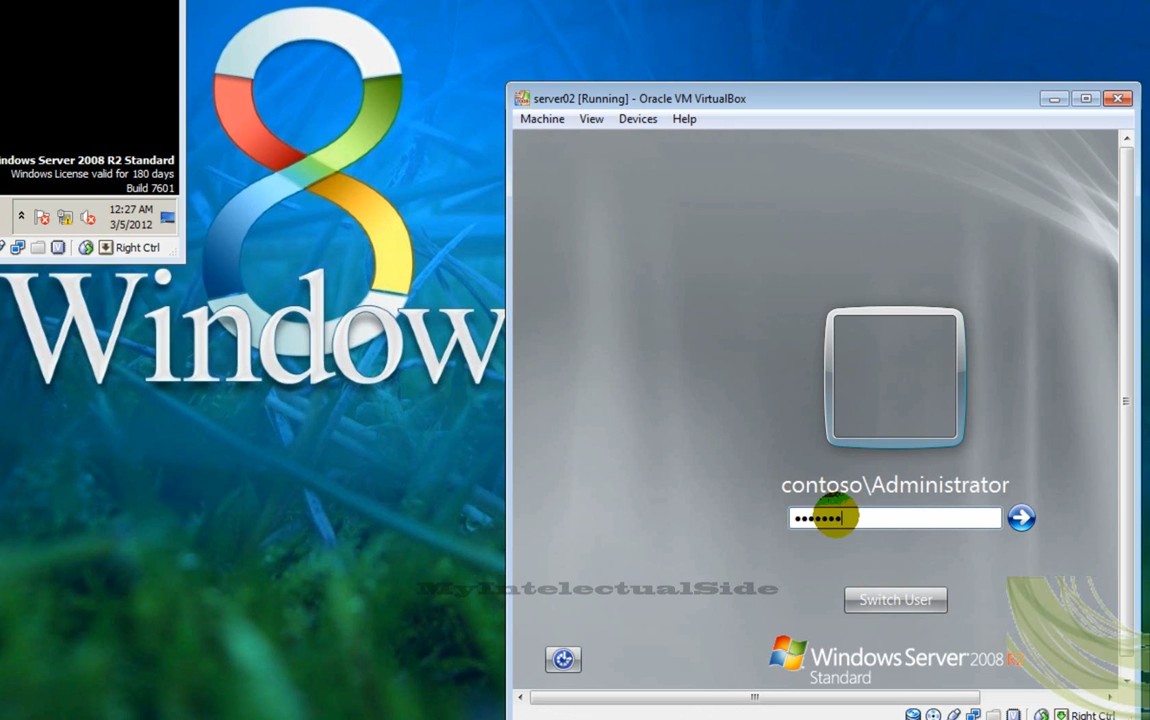 ndows Server 2008 R2 Standard
Windows License valid for 180 days
Build 7601
12:27 AM
3/5/2012
Right Ctrl
Window
server02 [Running] - Oracle VM VirtualBox
Machine View Devices Help
contoso\Administrator
Switch User
MyIntelectualSide
Windows Server 2008 R2
Standard
Right Ctrl